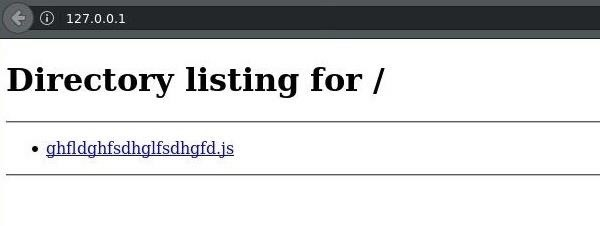 127.0.0.1
Directory listing for /
ghfldghfsdhglfsdhgfd.js